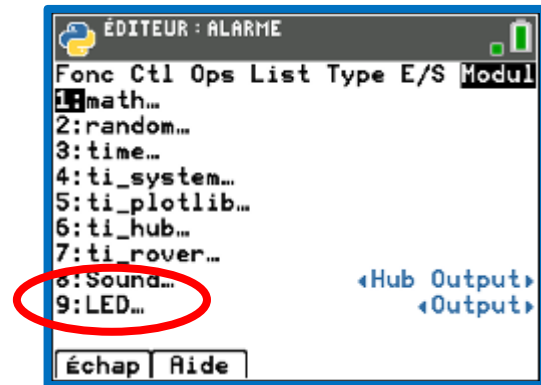 ÉDITEUR : ALARME
Fonc Ctl Ops List Type E/S Modul
1:math…
2:random…
3:time…
4:ti_system…
5:ti_plotlib…
6:ti_hub…
7:ti_rover…
8:Sound… ◂Hub Output▸
9:LED… ◂Output▸
Échap Aide